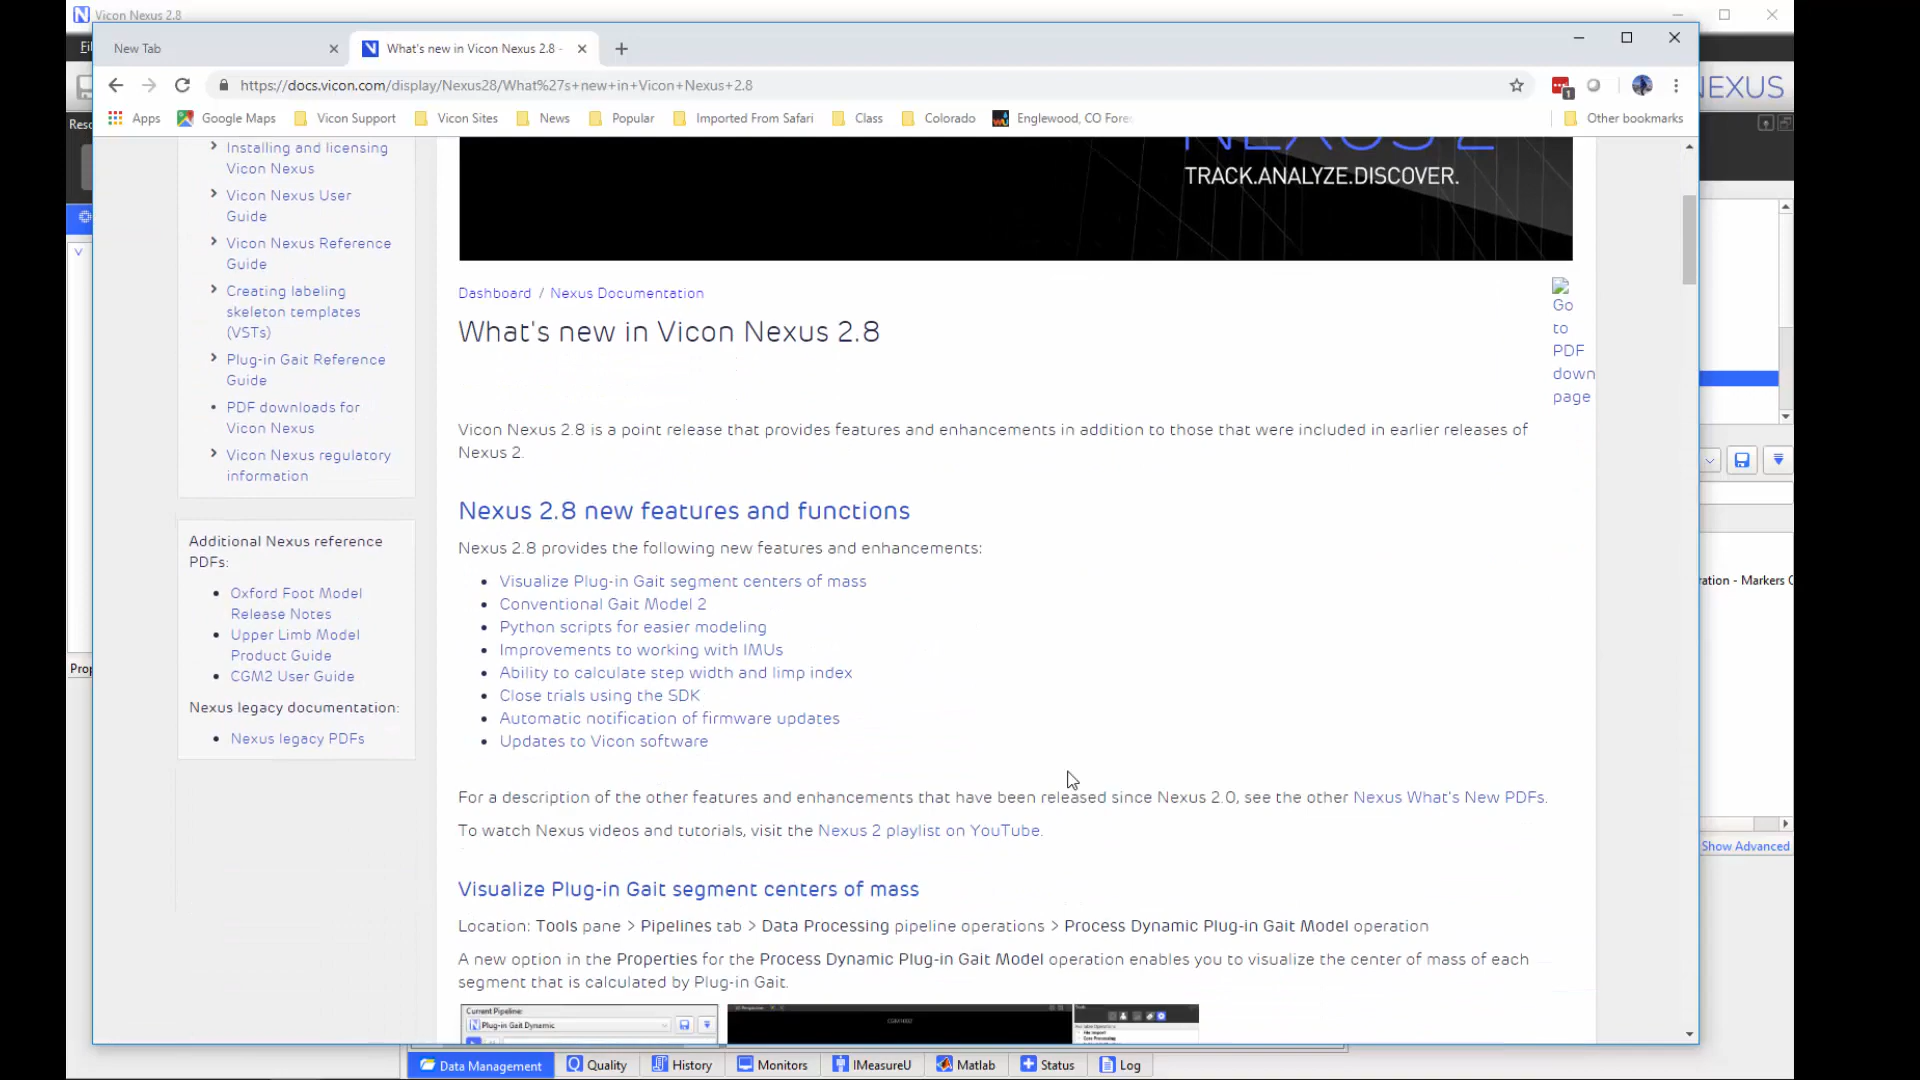 Vicon Nexus 2.8
New Tab
What's new in Vicon Nexus 2.8 -
https://docs.vicon.com/display/Nexus28/What%27s+new+in+Vicon+Nexus+2.8
NEXUS
Apps
Google Maps
Vicon Support
Vicon Sites
News
Popular
Imported From Safari
Class
Colorado
Englewood, CO Fore
Other bookmarks
Installing and licensing
Vicon Nexus
Vicon Nexus User
Guide
Vicon Nexus Reference
Guide
Creating labeling
skeleton templates
(VSTs)
Plug-in Gait Reference
Guide
PDF downloads for
Vicon Nexus
Vicon Nexus regulatory
information
Additional Nexus reference
PDFs:
Oxford Foot Model
Release Notes
Upper Limb Model
Product Guide
CGM2 User Guide
Nexus legacy documentation:
Nexus legacy PDFs
NEXUS 2
TRACK.ANALYZE.DISCOVER.
Dashboard / Nexus Documentation
Go
to
PDF
down
page
What's new in Vicon Nexus 2.8
Vicon Nexus 2.8 is a point release that provides features and enhancements in addition to those that were included in earlier releases of
Nexus 2.
Nexus 2.8 new features and functions
Nexus 2.8 provides the following new features and enhancements:
Visualize Plug-in Gait segment centers of mass
Conventional Gait Model 2
Python scripts for easier modeling
Improvements to working with IMUs
Ability to calculate step width and limp index
Close trials using the SDK
Automatic notification of firmware updates
Updates to Vicon software
For a description of the other features and enhancements that have been released since Nexus 2.0, see the other Nexus What's New PDFs.
To watch Nexus videos and tutorials, visit the Nexus 2 playlist on YouTube.
Visualize Plug-in Gait segment centers of mass
Location: Tools pane > Pipelines tab > Data Processing pipeline operations > Process Dynamic Plug-in Gait Model operation
A new option in the Properties for the Process Dynamic Plug-in Gait Model operation enables you to visualize the center of mass of each
segment that is calculated by Plug-in Gait.
Current Pipeline:
Plug-in Gait Dynamic
File Import
Core Processing
Fil
Reso
Prop
ration - Markers C
Show Advanced
Data Management
Quality
History
Monitors
IMeasureU
Matlab
Status
Log